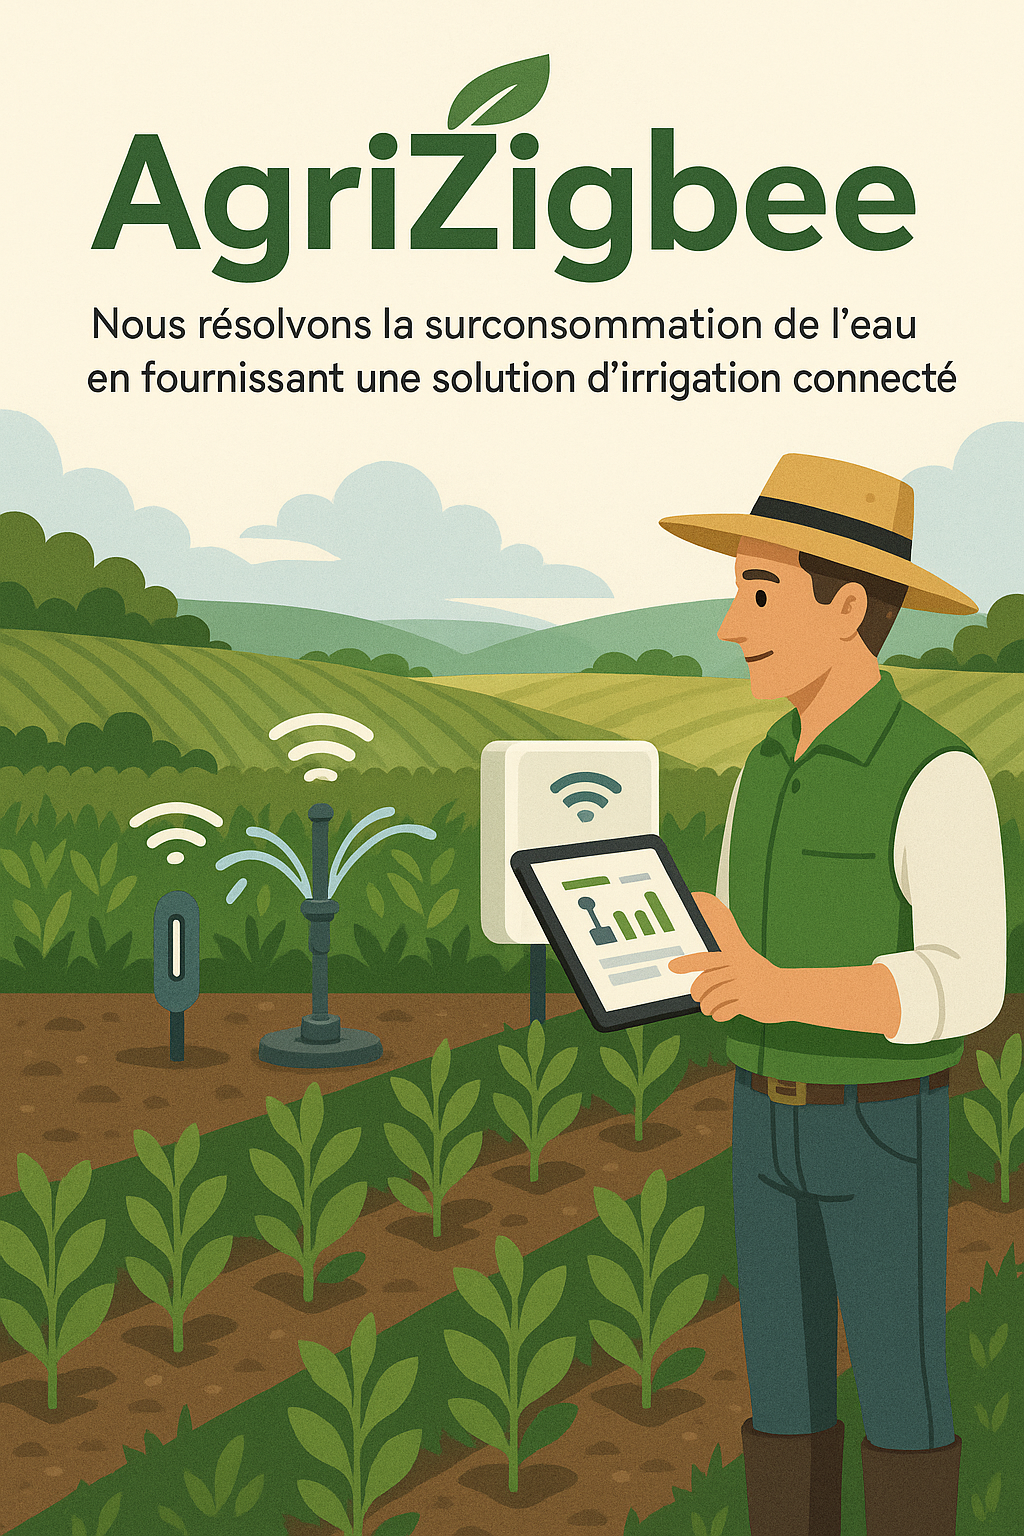 AgriZigbee
Nous résolvons la surconsommation de l'eau
en fournissant une solution d'irrigation connecté